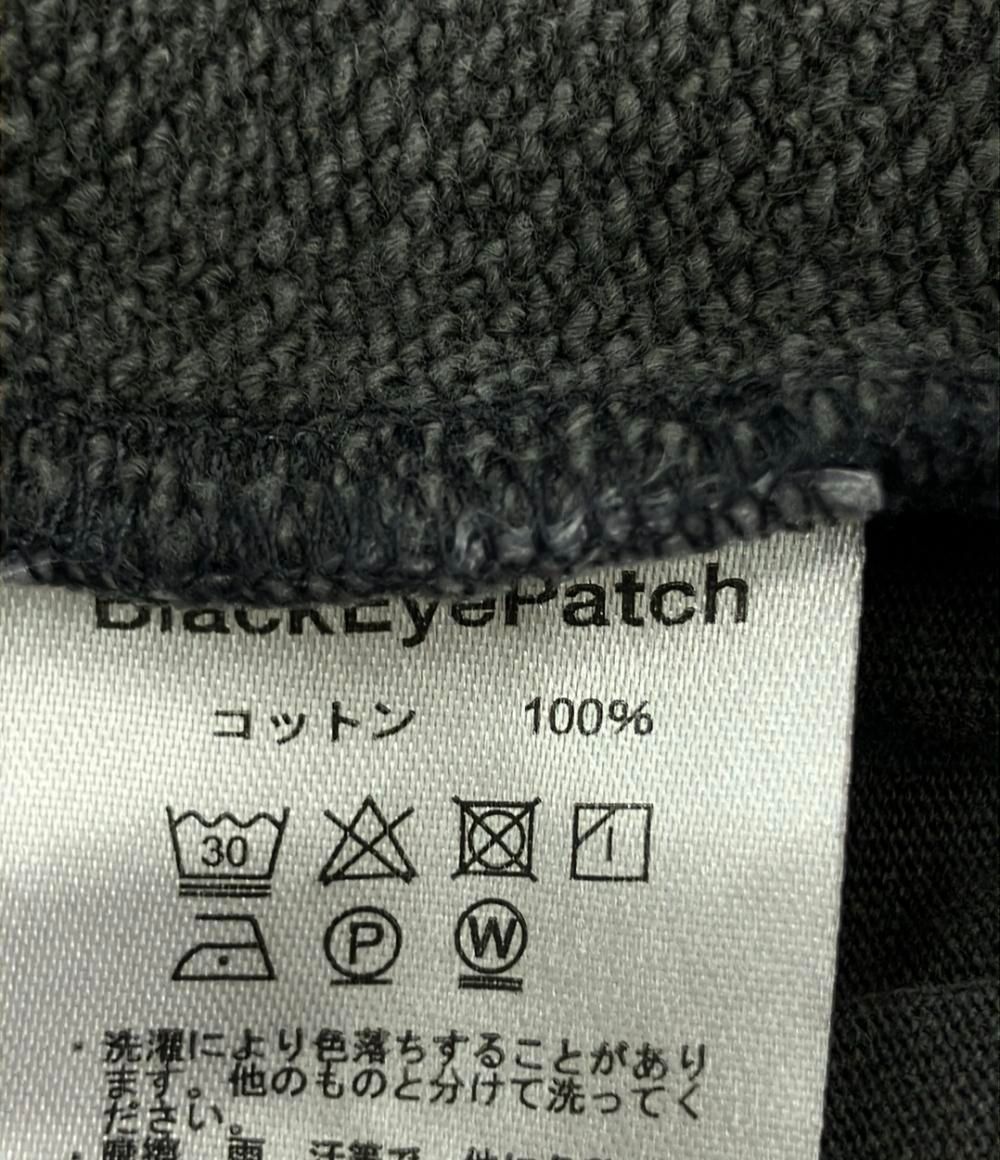 BlackEyePatch
コットン 100%
30
P W
・洗濯により色落ちすることがあり
ます。他のものと分けて洗ってく
ださい。